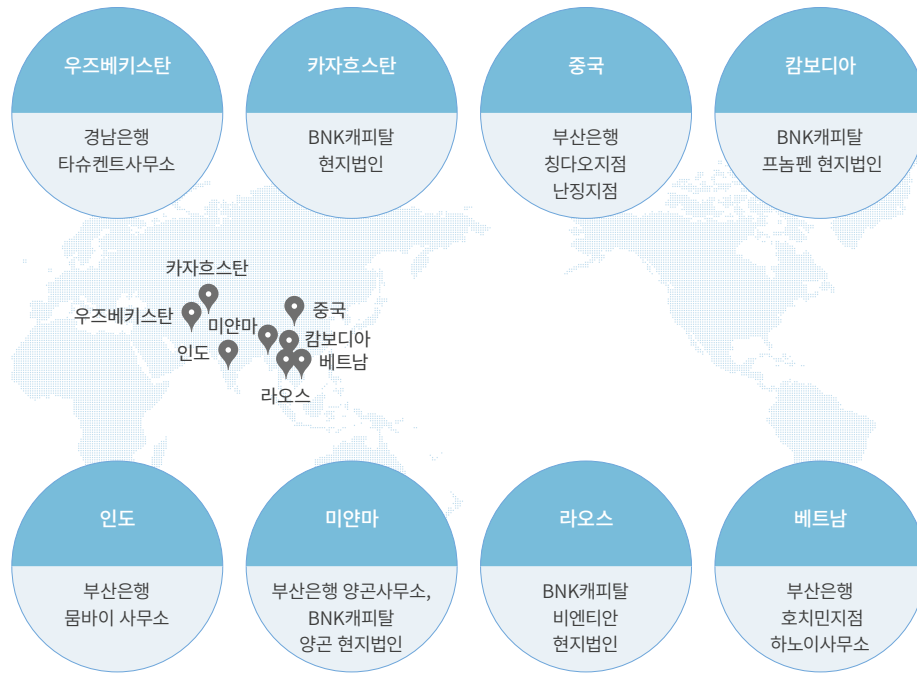 우즈베키스탄
경남은행
타슈켄트사무소
카자흐스탄
BNK캐피탈
현지법인
중국
부산은행
칭다오지점
난징지점
캄보디아
BNK캐피탈
프놈펜 현지법인
카자흐스탄
우즈베키스탄
미얀마
중국
캄보디아
인도
베트남
라오스
인도
부산은행
뭄바이 사무소
미얀마
부산은행 양곤사무소,
BNK캐피탈
양곤 현지법인
라오스
BNK캐피탈
비엔티안
현지법인
베트남
부산은행
호치민지점
하노이사무소